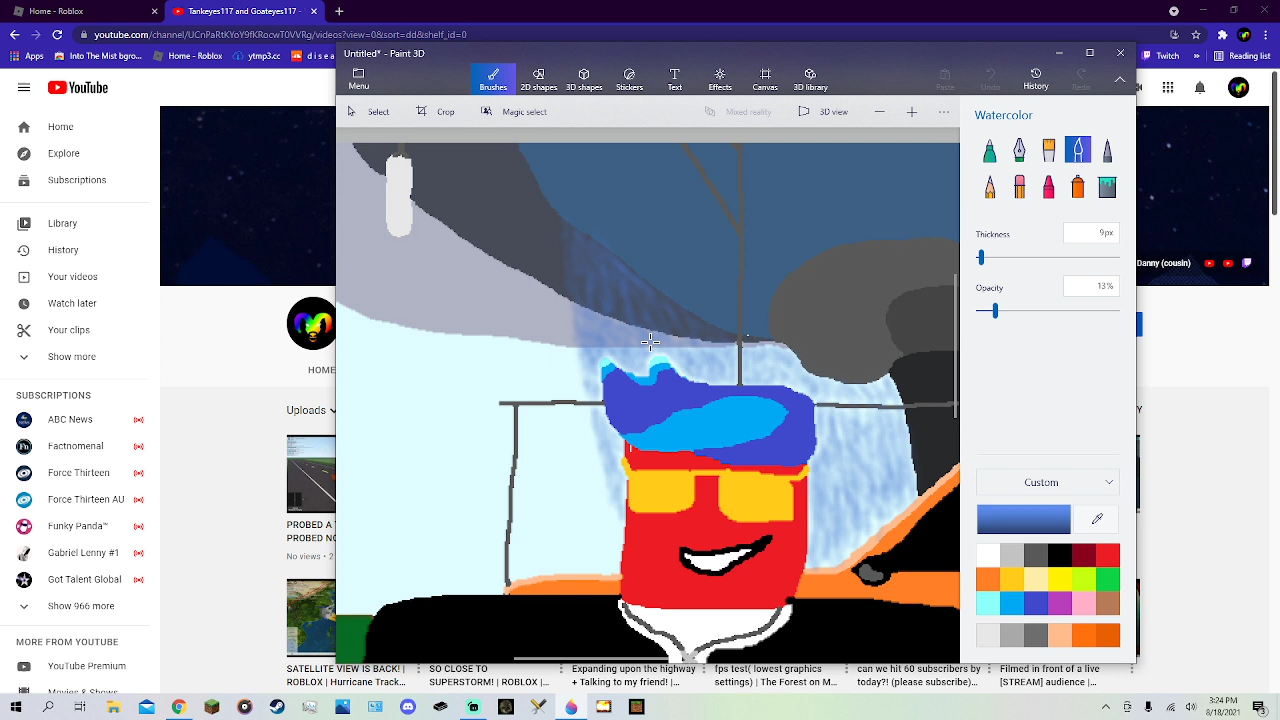 Home - Roblox
Tankeyes117 and Goateyes117 -
youtube.com/channel/UCnPaRtKYoY9fKRocwT0VVRg/videos?view=0&sort=dd&shelf_id=0
Apps
Into The Mist bgro...
Home - Roblox
ytmp3.cc
d i s e a
Twitch
Reading list
Untitled* - Paint 3D
Menu
Brushes
2D shapes
3D shapes
Stickers
Text
Effects
Canvas
3D library
Paste
Undo
History
Redo
Select
Crop
Magic select
Mixed reality
3D view
Watercolor
Thickness
9px
Opacity
13%
Custom
YouTube
Home
Explore
Subscriptions
Library
History
Your videos
Watch later
Your clips
Show more
SUBSCRIPTIONS
ABC News
Factnomenal
Force Thirteen
Force Thirteen AU
Funky Panda™
Gabriel Lenny #1
Got Talent Global
Show 966 more
MORE FROM YOUTUBE
YouTube Premium
Danny (cousin)
HOME
Uploads
PROBED A
PROBED NO
No views • 2
SATELLITE VIEW IS BACK! |
ROBLOX | Hurricane Track...
SO CLOSE TO
SUPERSTORM! | ROBLOX |...
Expanding upon the highway
+ Talking to my friend! |...
fps test( lowest graphics
settings) | The Forest on M...
can we hit 60 subscribers by
today!? (please subscribe)...
Filmed in front of a live
[STREAM] audience |...
3:24 PM
8/18/2021